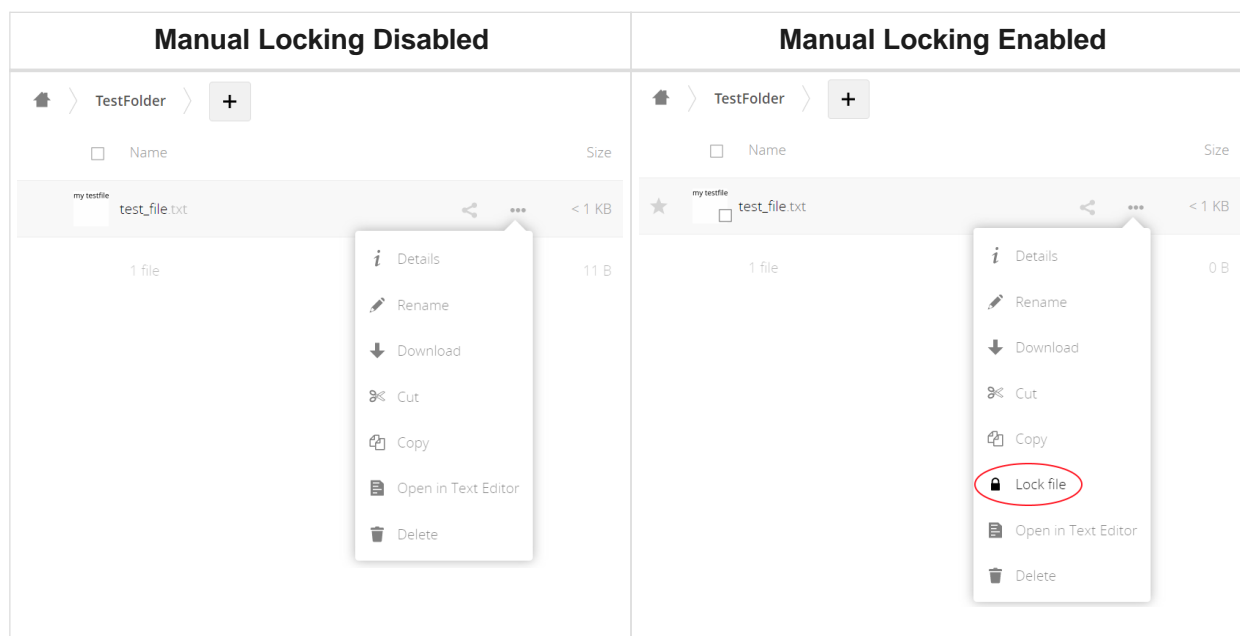 Manual Locking Disabled
TestFolder
+
Name
Size
my testfile
test_file.txt
< 1 KB
Details
1 file
11 B
Rename
Download
Cut
Copy
Open in Text Editor
Delete
Manual Locking Enabled
TestFolder
+
Name
Size
my testfile
test_file.txt
< 1 KB
Details
1 file
0 B
Rename
Download
Cut
Copy
Lock file
Open in Text Editor
Delete